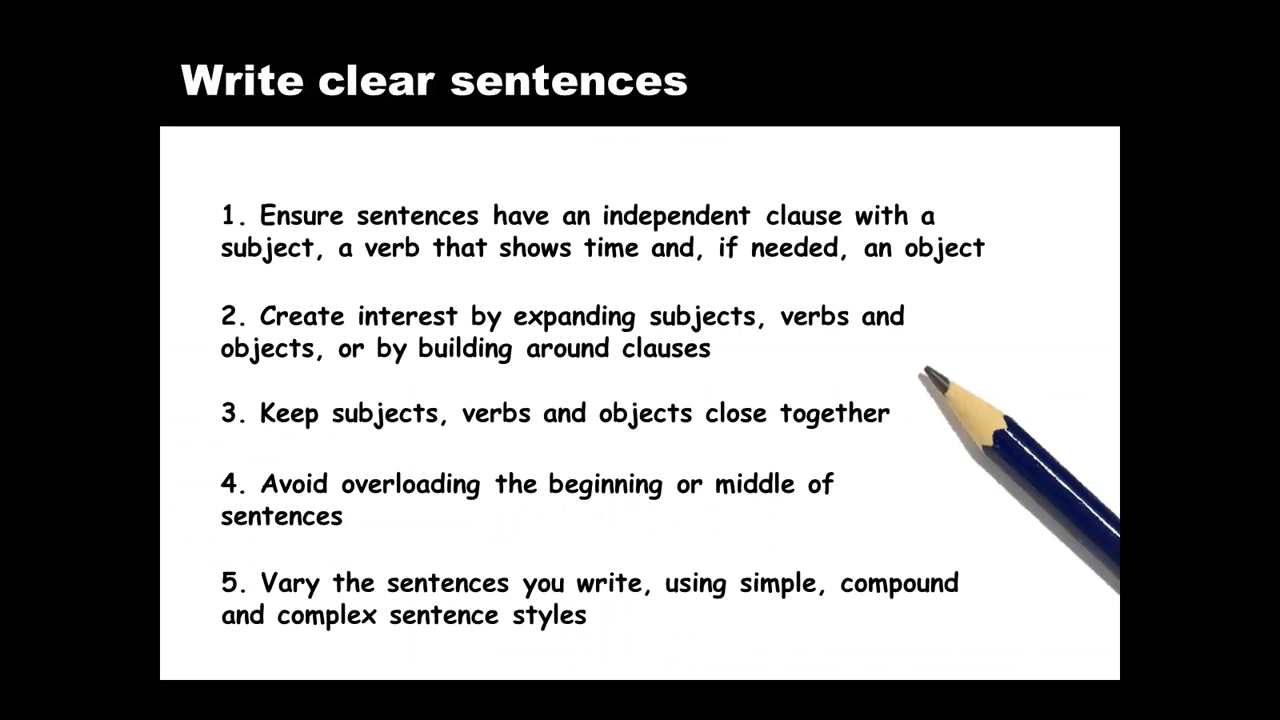 Write clear sentences
1. Ensure sentences have an independent clause with a
subject, a verb that shows time and, if needed, an object
2. Create interest by expanding subjects, verbs and
objects, or by building around clauses
3. Keep subjects, verbs and objects close together
4. Avoid overloading the beginning or middle of
sentences
5. Vary the sentences you write, using simple, compound
and complex sentence styles